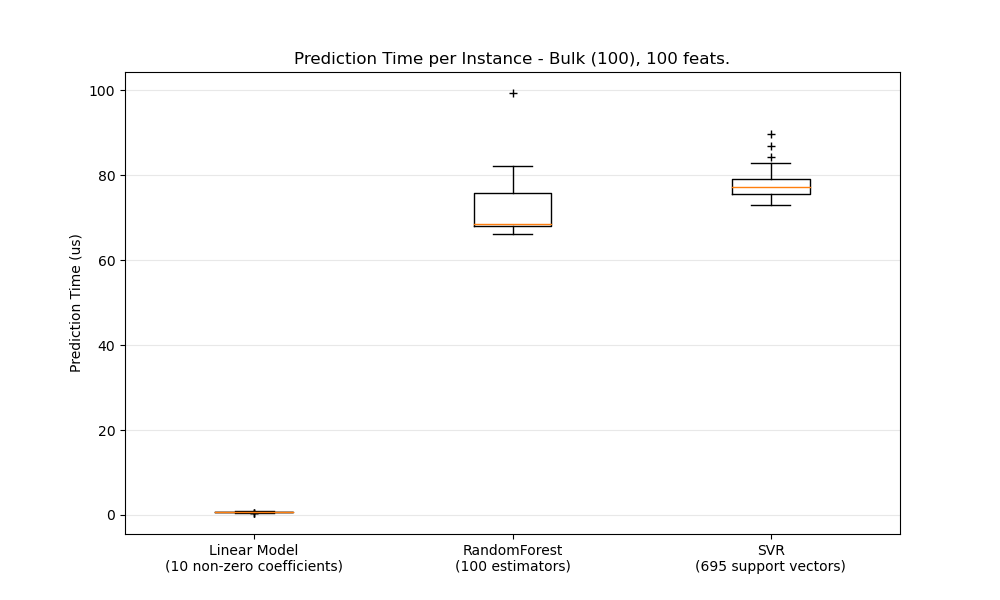 Prediction Time per Instance - Bulk (100), 100 feats.
Prediction Time (us)
100
80
60
40
20
0
Linear Model
(10 non-zero coefficients)
RandomForest
(100 estimators)
SVR
(695 support vectors)